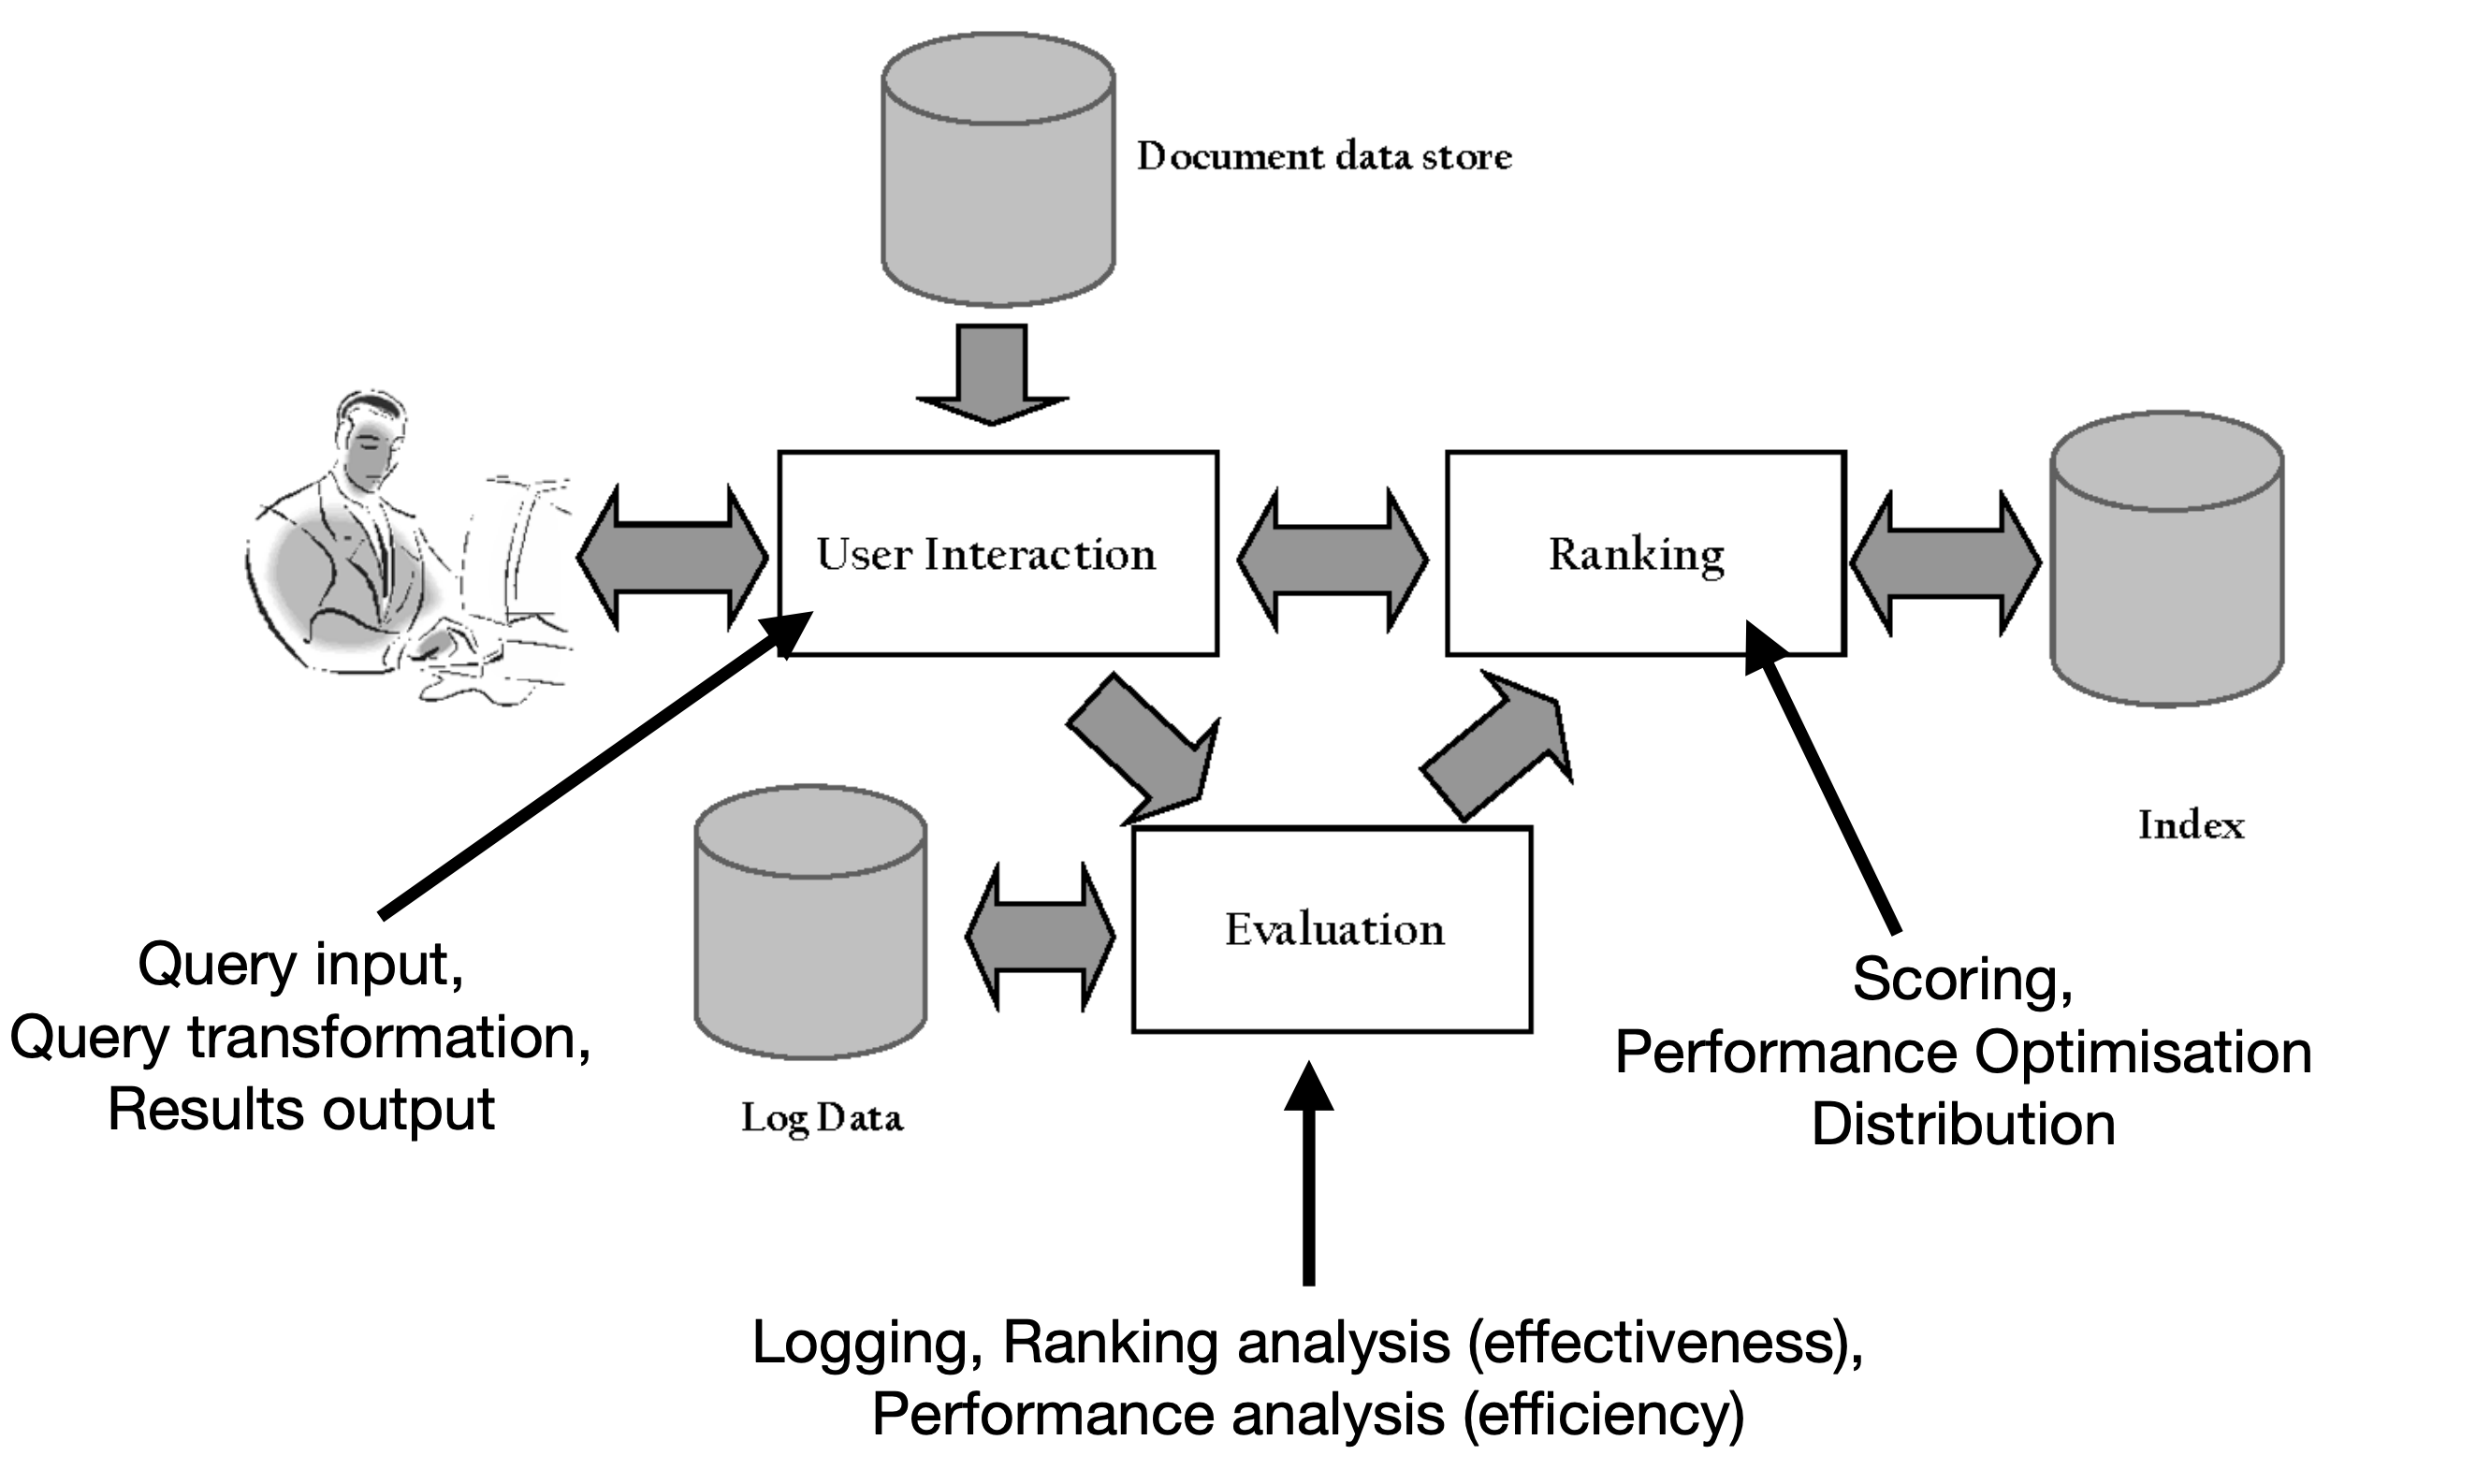 Document data store
User Interaction
Ranking
Index
Evaluation
Log Data
Query input,
Query transformation,
Results output
Scoring,
Performance Optimisation
Distribution
Logging, Ranking analysis (effectiveness),
Performance analysis (efficiency)